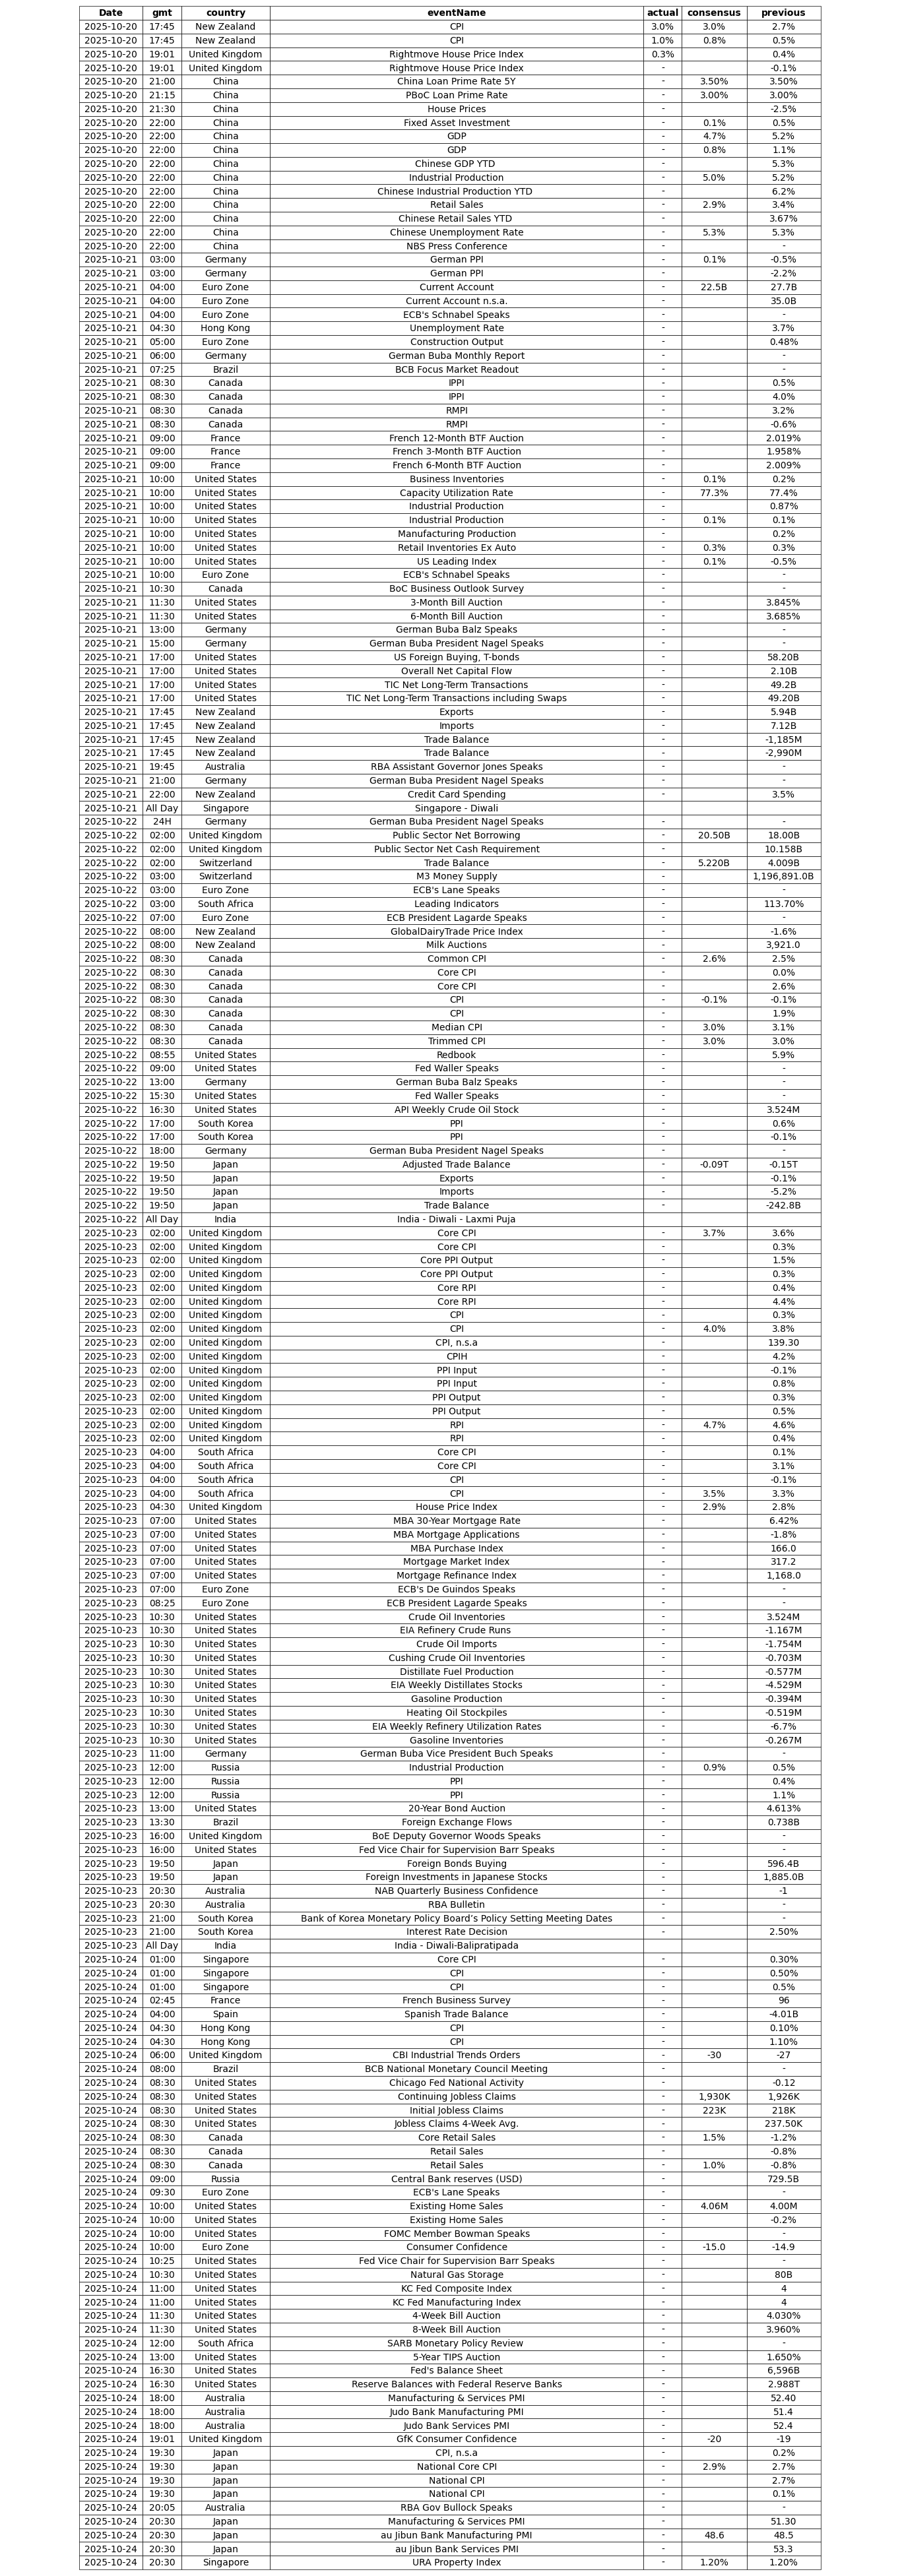 Date gmt country eventName actual consensus previous
2025-10-20 17:45 New Zealand CPI 3.0% 3.0% 2.7%
2025-10-20 17:45 New Zealand CPI 1.0% 0.8% 0.5%
2025-10-20 19:01 United Kingdom Rightmove House Price Index 0.3% 0.4%
2025-10-20 19:01 United Kingdom Rightmove House Price Index - -0.1%
2025-10-20 21:00 China China Loan Prime Rate 5Y - 3.50% 3.50%
2025-10-20 21:15 China PBoC Loan Prime Rate - 3.00% 3.00%
2025-10-20 21:30 China House Prices - -2.5%
2025-10-20 22:00 China Fixed Asset Investment - 0.1% 0.5%
2025-10-20 22:00 China GDP - 4.7% 5.2%
2025-10-20 22:00 China GDP - 0.8% 1.1%
2025-10-20 22:00 China Chinese GDP YTD - 5.3%
2025-10-20 22:00 China Industrial Production - 5.0% 5.2%
2025-10-20 22:00 China Chinese Industrial Production YTD - 6.2%
2025-10-20 22:00 China Retail Sales - 2.9% 3.4%
2025-10-20 22:00 China Chinese Retail Sales YTD - 3.67%
2025-10-20 22:00 China Chinese Unemployment Rate - 5.3% 5.3%
2025-10-20 22:00 China NBS Press Conference - -
2025-10-21 03:00 Germany German PPI - 0.1% -0.5%
2025-10-21 03:00 Germany German PPI - -2.2%
2025-10-21 04:00 Euro Zone Current Account - 22.5B 27.7B
2025-10-21 04:00 Euro Zone Current Account n.s.a. - 35.0B
2025-10-21 04:00 Euro Zone ECB's Schnabel Speaks - -
2025-10-21 04:30 Hong Kong Unemployment Rate - 3.7%
2025-10-21 05:00 Euro Zone Construction Output - 0.48%
2025-10-21 06:00 Germany German Buba Monthly Report - -
2025-10-21 07:25 Brazil BCB Focus Market Readout - -
2025-10-21 08:30 Canada IPPI - 0.5%
2025-10-21 08:30 Canada IPPI - 4.0%
2025-10-21 08:30 Canada RMPI - 3.2%
2025-10-21 08:30 Canada RMPI - -0.6%
2025-10-21 09:00 France French 12-Month BTF Auction - 2.019%
2025-10-21 09:00 France French 3-Month BTF Auction - 1.958%
2025-10-21 09:00 France French 6-Month BTF Auction - 2.009%
2025-10-21 10:00 United States Business Inventories - 0.1% 0.2%
2025-10-21 10:00 United States Capacity Utilization Rate - 77.3% 77.4%
2025-10-21 10:00 United States Industrial Production - 0.87%
2025-10-21 10:00 United States Industrial Production - 0.1% 0.1%
2025-10-21 10:00 United States Manufacturing Production - 0.2%
2025-10-21 10:00 United States Retail Inventories Ex Auto - 0.3% 0.3%
2025-10-21 10:00 United States US Leading Index - 0.1% -0.5%
2025-10-21 10:00 Euro Zone ECB's Schnabel Speaks - -
2025-10-21 10:30 Canada BoC Business Outlook Survey - -
2025-10-21 11:30 United States 3-Month Bill Auction - 3.845%
2025-10-21 11:30 United States 6-Month Bill Auction - 3.685%
2025-10-21 13:00 Germany German Buba Balz Speaks - -
2025-10-21 15:00 Germany German Buba President Nagel Speaks - -
2025-10-21 17:00 United States US Foreign Buying, T-bonds - 58.20B
2025-10-21 17:00 United States Overall Net Capital Flow - 2.10B
2025-10-21 17:00 United States TIC Net Long-Term Transactions - 49.2B
2025-10-21 17:00 United States TIC Net Long-Term Transactions including Swaps - 49.20B
2025-10-21 17:45 New Zealand Exports - 5.94B
2025-10-21 17:45 New Zealand Imports - 7.12B
2025-10-21 17:45 New Zealand Trade Balance - -1,185M
2025-10-21 17:45 New Zealand Trade Balance - -2,990M
2025-10-21 19:45 Australia RBA Assistant Governor Jones Speaks - -
2025-10-21 21:00 Germany German Buba President Nagel Speaks - -
2025-10-21 22:00 New Zealand Credit Card Spending - 3.5%
2025-10-21 All Day Singapore Singapore - Diwali
2025-10-22 24H Germany German Buba President Nagel Speaks - -
2025-10-22 02:00 United Kingdom Public Sector Net Borrowing - 20.50B 18.00B
2025-10-22 02:00 United Kingdom Public Sector Net Cash Requirement - 10.158B
2025-10-22 02:00 Switzerland Trade Balance - 5.220B 4.009B
2025-10-22 03:00 Switzerland M3 Money Supply - 1,196,891.0B
2025-10-22 03:00 Euro Zone ECB's Lane Speaks - -
2025-10-22 03:00 South Africa Leading Indicators - 113.70%
2025-10-22 07:00 Euro Zone ECB President Lagarde Speaks - -
2025-10-22 08:00 New Zealand GlobalDairyTrade Price Index - -1.6%
2025-10-22 08:00 New Zealand Milk Auctions - 3,921.0
2025-10-22 08:30 Canada Common CPI - 2.6% 2.5%
2025-10-22 08:30 Canada Core CPI - 0.0%
2025-10-22 08:30 Canada Core CPI - 2.6%
2025-10-22 08:30 Canada CPI - -0.1% -0.1%
2025-10-22 08:30 Canada CPI - 1.9%
2025-10-22 08:30 Canada Median CPI - 3.0% 3.1%
2025-10-22 08:30 Canada Trimmed CPI - 3.0% 3.0%
2025-10-22 08:55 United States Redbook - 5.9%
2025-10-22 09:00 United States Fed Waller Speaks - -
2025-10-22 13:00 Germany German Buba Balz Speaks - -
2025-10-22 15:30 United States Fed Waller Speaks - -
2025-10-22 16:30 United States API Weekly Crude Oil Stock - 3.524M
2025-10-22 17:00 South Korea PPI - 0.6%
2025-10-22 17:00 South Korea PPI - -0.1%
2025-10-22 18:00 Germany German Buba President Nagel Speaks - -
2025-10-22 19:50 Japan Adjusted Trade Balance - -0.09T -0.15T
2025-10-22 19:50 Japan Exports - -0.1%
2025-10-22 19:50 Japan Imports - -5.2%
2025-10-22 19:50 Japan Trade Balance - -242.8B
2025-10-22 All Day India India - Diwali - Laxmi Puja
2025-10-23 02:00 United Kingdom Core CPI - 3.7% 3.6%
2025-10-23 02:00 United Kingdom Core CPI - 0.3%
2025-10-23 02:00 United Kingdom Core PPI Output - 1.5%
2025-10-23 02:00 United Kingdom Core PPI Output - 0.3%
2025-10-23 02:00 United Kingdom Core RPI - 0.4%
2025-10-23 02:00 United Kingdom Core RPI - 4.4%
2025-10-23 02:00 United Kingdom CPI - 0.3%
2025-10-23 02:00 United Kingdom CPI - 4.0% 3.8%
2025-10-23 02:00 United Kingdom CPI, n.s.a - 139.30
2025-10-23 02:00 United Kingdom CPIH - 4.2%
2025-10-23 02:00 United Kingdom PPI Input - -0.1%
2025-10-23 02:00 United Kingdom PPI Input - 0.8%
2025-10-23 02:00 United Kingdom PPI Output - 0.3%
2025-10-23 02:00 United Kingdom PPI Output - 0.5%
2025-10-23 02:00 United Kingdom RPI - 4.7% 4.6%
2025-10-23 02:00 United Kingdom RPI - 0.4%
2025-10-23 04:00 South Africa Core CPI - 0.1%
2025-10-23 04:00 South Africa Core CPI - 3.1%
2025-10-23 04:00 South Africa CPI - -0.1%
2025-10-23 04:00 South Africa CPI - 3.5% 3.3%
2025-10-23 04:30 United Kingdom House Price Index - 2.9% 2.8%
2025-10-23 07:00 United States MBA 30-Year Mortgage Rate - 6.42%
2025-10-23 07:00 United States MBA Mortgage Applications - -1.8%
2025-10-23 07:00 United States MBA Purchase Index - 166.0
2025-10-23 07:00 United States Mortgage Market Index - 317.2
2025-10-23 07:00 United States Mortgage Refinance Index - 1,168.0
2025-10-23 07:00 Euro Zone ECB's De Guindos Speaks - -
2025-10-23 08:25 Euro Zone ECB President Lagarde Speaks - -
2025-10-23 10:30 United States Crude Oil Inventories - 3.524M
2025-10-23 10:30 United States EIA Refinery Crude Runs - -1.167M
2025-10-23 10:30 United States Crude Oil Imports - -1.754M
2025-10-23 10:30 United States Cushing Crude Oil Inventories - -0.703M
2025-10-23 10:30 United States Distillate Fuel Production - -0.577M
2025-10-23 10:30 United States EIA Weekly Distillates Stocks - -4.529M
2025-10-23 10:30 United States Gasoline Production - -0.394M
2025-10-23 10:30 United States Heating Oil Stockpiles - -0.519M
2025-10-23 10:30 United States EIA Weekly Refinery Utilization Rates - -6.7%
2025-10-23 10:30 United States Gasoline Inventories - -0.267M
2025-10-23 11:00 Germany German Buba Vice President Buch Speaks - -
2025-10-23 12:00 Russia Industrial Production - 0.9% 0.5%
2025-10-23 12:00 Russia PPI - 0.4%
2025-10-23 12:00 Russia PPI - 1.1%
2025-10-23 13:00 United States 20-Year Bond Auction - 4.613%
2025-10-23 13:30 Brazil Foreign Exchange Flows - 0.738B
2025-10-23 16:00 United Kingdom BoE Deputy Governor Woods Speaks - -
2025-10-23 16:00 United States Fed Vice Chair for Supervision Barr Speaks - -
2025-10-23 19:50 Japan Foreign Bonds Buying - 596.4B
2025-10-23 19:50 Japan Foreign Investments in Japanese Stocks - 1,885.0B
2025-10-23 20:30 Australia NAB Quarterly Business Confidence - -1
2025-10-23 20:30 Australia RBA Bulletin - -
2025-10-23 21:00 South Korea Bank of Korea Monetary Policy Board’s Policy Setting Meeting Dates - -
2025-10-23 21:00 South Korea Interest Rate Decision - 2.50%
2025-10-23 All Day India India - Diwali-Balipratipada
2025-10-24 01:00 Singapore Core CPI - 0.30%
2025-10-24 01:00 Singapore CPI - 0.50%
2025-10-24 01:00 Singapore CPI - 0.5%
2025-10-24 02:45 France French Business Survey - 96
2025-10-24 04:00 Spain Spanish Trade Balance - -4.01B
2025-10-24 04:30 Hong Kong CPI - 0.10%
2025-10-24 04:30 Hong Kong CPI - 1.10%
2025-10-24 06:00 United Kingdom CBI Industrial Trends Orders - -30 -27
2025-10-24 08:00 Brazil BCB National Monetary Council Meeting - -
2025-10-24 08:30 United States Chicago Fed National Activity - -0.12
2025-10-24 08:30 United States Continuing Jobless Claims - 1,930K 1,926K
2025-10-24 08:30 United States Initial Jobless Claims - 223K 218K
2025-10-24 08:30 United States Jobless Claims 4-Week Avg. - 237.50K
2025-10-24 08:30 Canada Core Retail Sales - 1.5% -1.2%
2025-10-24 08:30 Canada Retail Sales - -0.8%
2025-10-24 08:30 Canada Retail Sales - 1.0% -0.8%
2025-10-24 09:00 Russia Central Bank reserves (USD) - 729.5B
2025-10-24 09:30 Euro Zone ECB's Lane Speaks - -
2025-10-24 10:00 United States Existing Home Sales - 4.06M 4.00M
2025-10-24 10:00 United States Existing Home Sales - -0.2%
2025-10-24 10:00 United States FOMC Member Bowman Speaks - -
2025-10-24 10:00 Euro Zone Consumer Confidence - -15.0 -14.9
2025-10-24 10:25 United States Fed Vice Chair for Supervision Barr Speaks - -
2025-10-24 10:30 United States Natural Gas Storage - 80B
2025-10-24 11:00 United States KC Fed Composite Index - 4
2025-10-24 11:00 United States KC Fed Manufacturing Index - 4
2025-10-24 11:30 United States 4-Week Bill Auction - 4.030%
2025-10-24 11:30 United States 8-Week Bill Auction - 3.960%
2025-10-24 12:00 South Africa SARB Monetary Policy Review - -
2025-10-24 13:00 United States 5-Year TIPS Auction - 1.650%
2025-10-24 16:30 United States Fed's Balance Sheet - 6,596B
2025-10-24 16:30 United States Reserve Balances with Federal Reserve Banks - 2.988T
2025-10-24 18:00 Australia Manufacturing & Services PMI - 52.40
2025-10-24 18:00 Australia Judo Bank Manufacturing PMI - 51.4
2025-10-24 18:00 Australia Judo Bank Services PMI - 52.4
2025-10-24 19:01 United Kingdom GfK Consumer Confidence - -20 -19
2025-10-24 19:30 Japan CPI, n.s.a - 0.2%
2025-10-24 19:30 Japan National Core CPI - 2.9% 2.7%
2025-10-24 19:30 Japan National CPI - 2.7%
2025-10-24 19:30 Japan National CPI - 0.1%
2025-10-24 20:05 Australia RBA Gov Bullock Speaks - -
2025-10-24 20:30 Japan Manufacturing & Services PMI - 51.30
2025-10-24 20:30 Japan au Jibun Bank Manufacturing PMI - 48.6 48.5
2025-10-24 20:30 Japan au Jibun Bank Services PMI - 53.3
2025-10-24 20:30 Singapore URA Property Index - 1.20% 1.20%